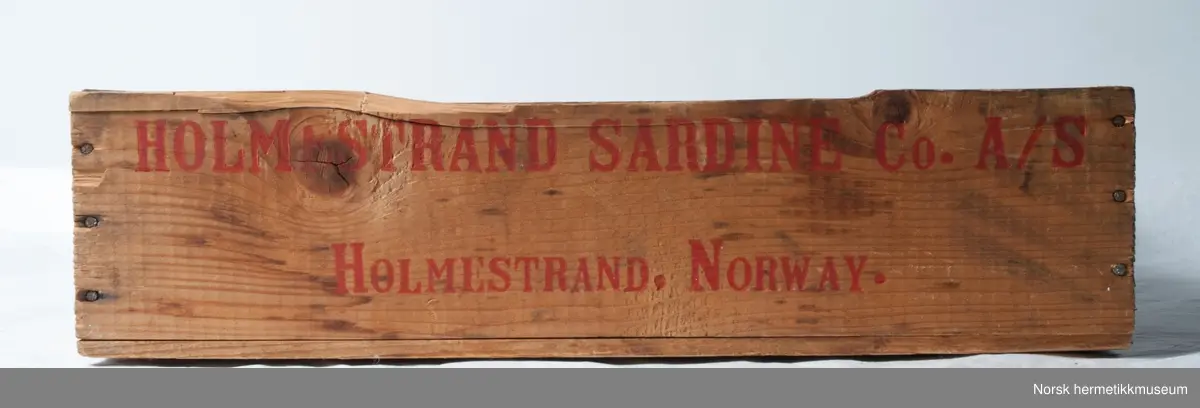 HOLMESTRAND SARDINE Co. A/S
HOLMESTRAND. NORWAY.
Norsk hermetikkmuseum